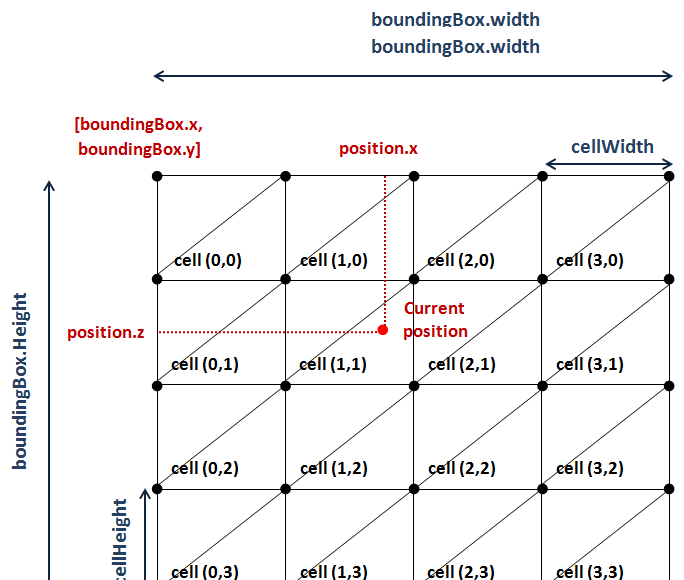 boundingBox.width
boundingBox.width
[boundingBox.x,
boundingBox.y]
position.x
cellWidth
cell (0,0)
cell (1,0)
cell (2,0)
cell (3,0)
boundingBox.Height
position.z
Current
position
cell (0,1)
cell (1,1)
cell (2,1)
cell (3,1)
cell (0,2)
cell (1,2)
cell (2,2)
cell (3,2)
cellHeight
cell (0,3)
cell (1,3)
cell (2,3)
cell (3,3)